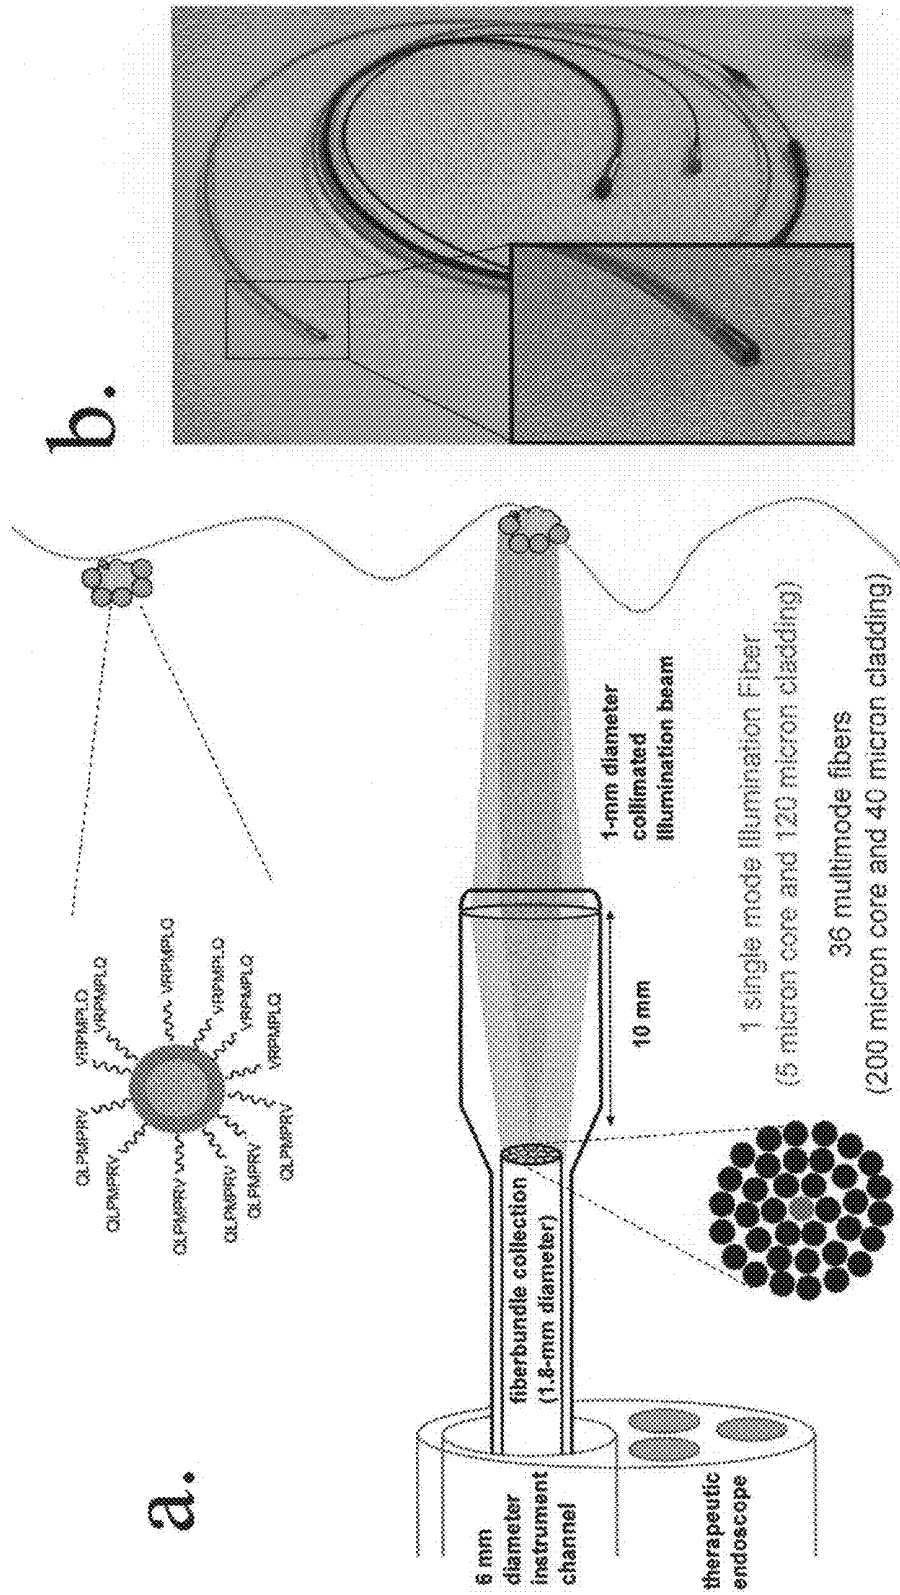 a.
QLPMPRV
VRPMPLQ
VRPMPLQ
QLPMPRV
VRPMPLQ
QLPMPRV
VRPMPLQ
QLPMPRV
VRPMPLQ
QLPMPRV
VRPMPLQ
QLPMPRV
6 mm
diameter
instrument
channel
therapeutic
endoscope
fiberbundle collection
(1.8-mm diameter)
10 mm
1-mm diameter
collimated
Illumination beam
1 single mode Illumination Fiber
(5 micron core and 120 micron cladding)
36 multimode fibers
(200 micron core and 40 micron cladding)
b.